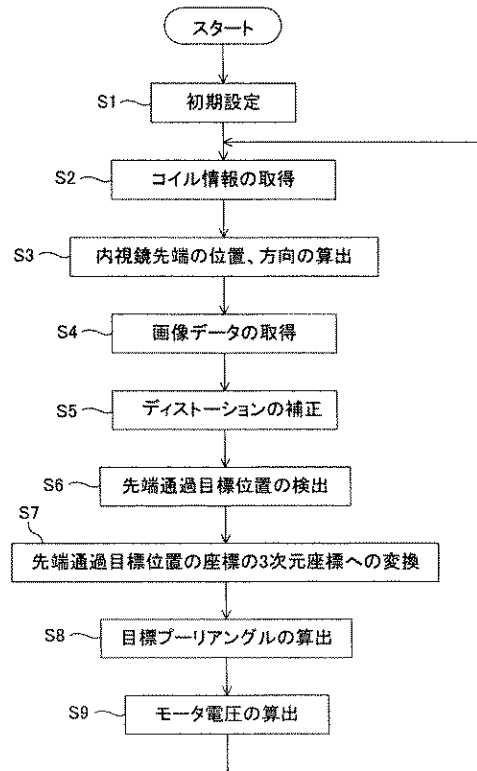 スタート
S1
初期設定
S2
コイル情報の取得
S3
内視鏡先端の位置、方向の算出
S4
画像データの取得
S5
ディストーションの補正
S6
先端通過目標位置の検出
S7
先端通過目標位置の座標の3次元座標への変換
S8
目標プーリアングルの算出
S9
モータ電圧の算出